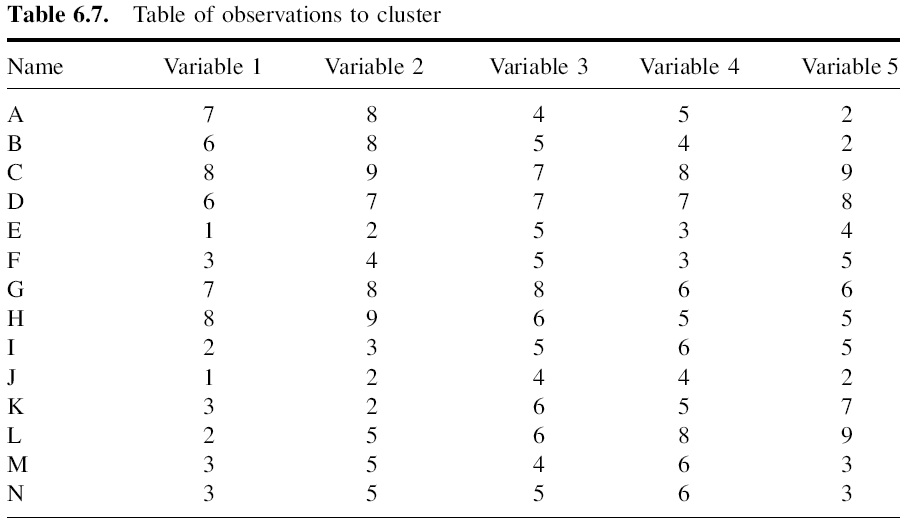 Table 6.7. Table of observations to cluster
Name Variable 1 Variable 2 Variable 3 Variable 4 Variable 5
A 7 8 4 5 2
B 6 8 5 4 2
C 8 9 7 8 9
D 6 7 7 7 8
E 1 2 5 3 4
F 3 4 5 3 5
G 7 8 8 6 6
H 8 9 6 5 5
I 2 3 5 6 5
J 1 2 4 4 2
K 3 2 6 5 7
L 2 5 6 8 9
M 3 5 4 6 3
N 3 5 5 6 3